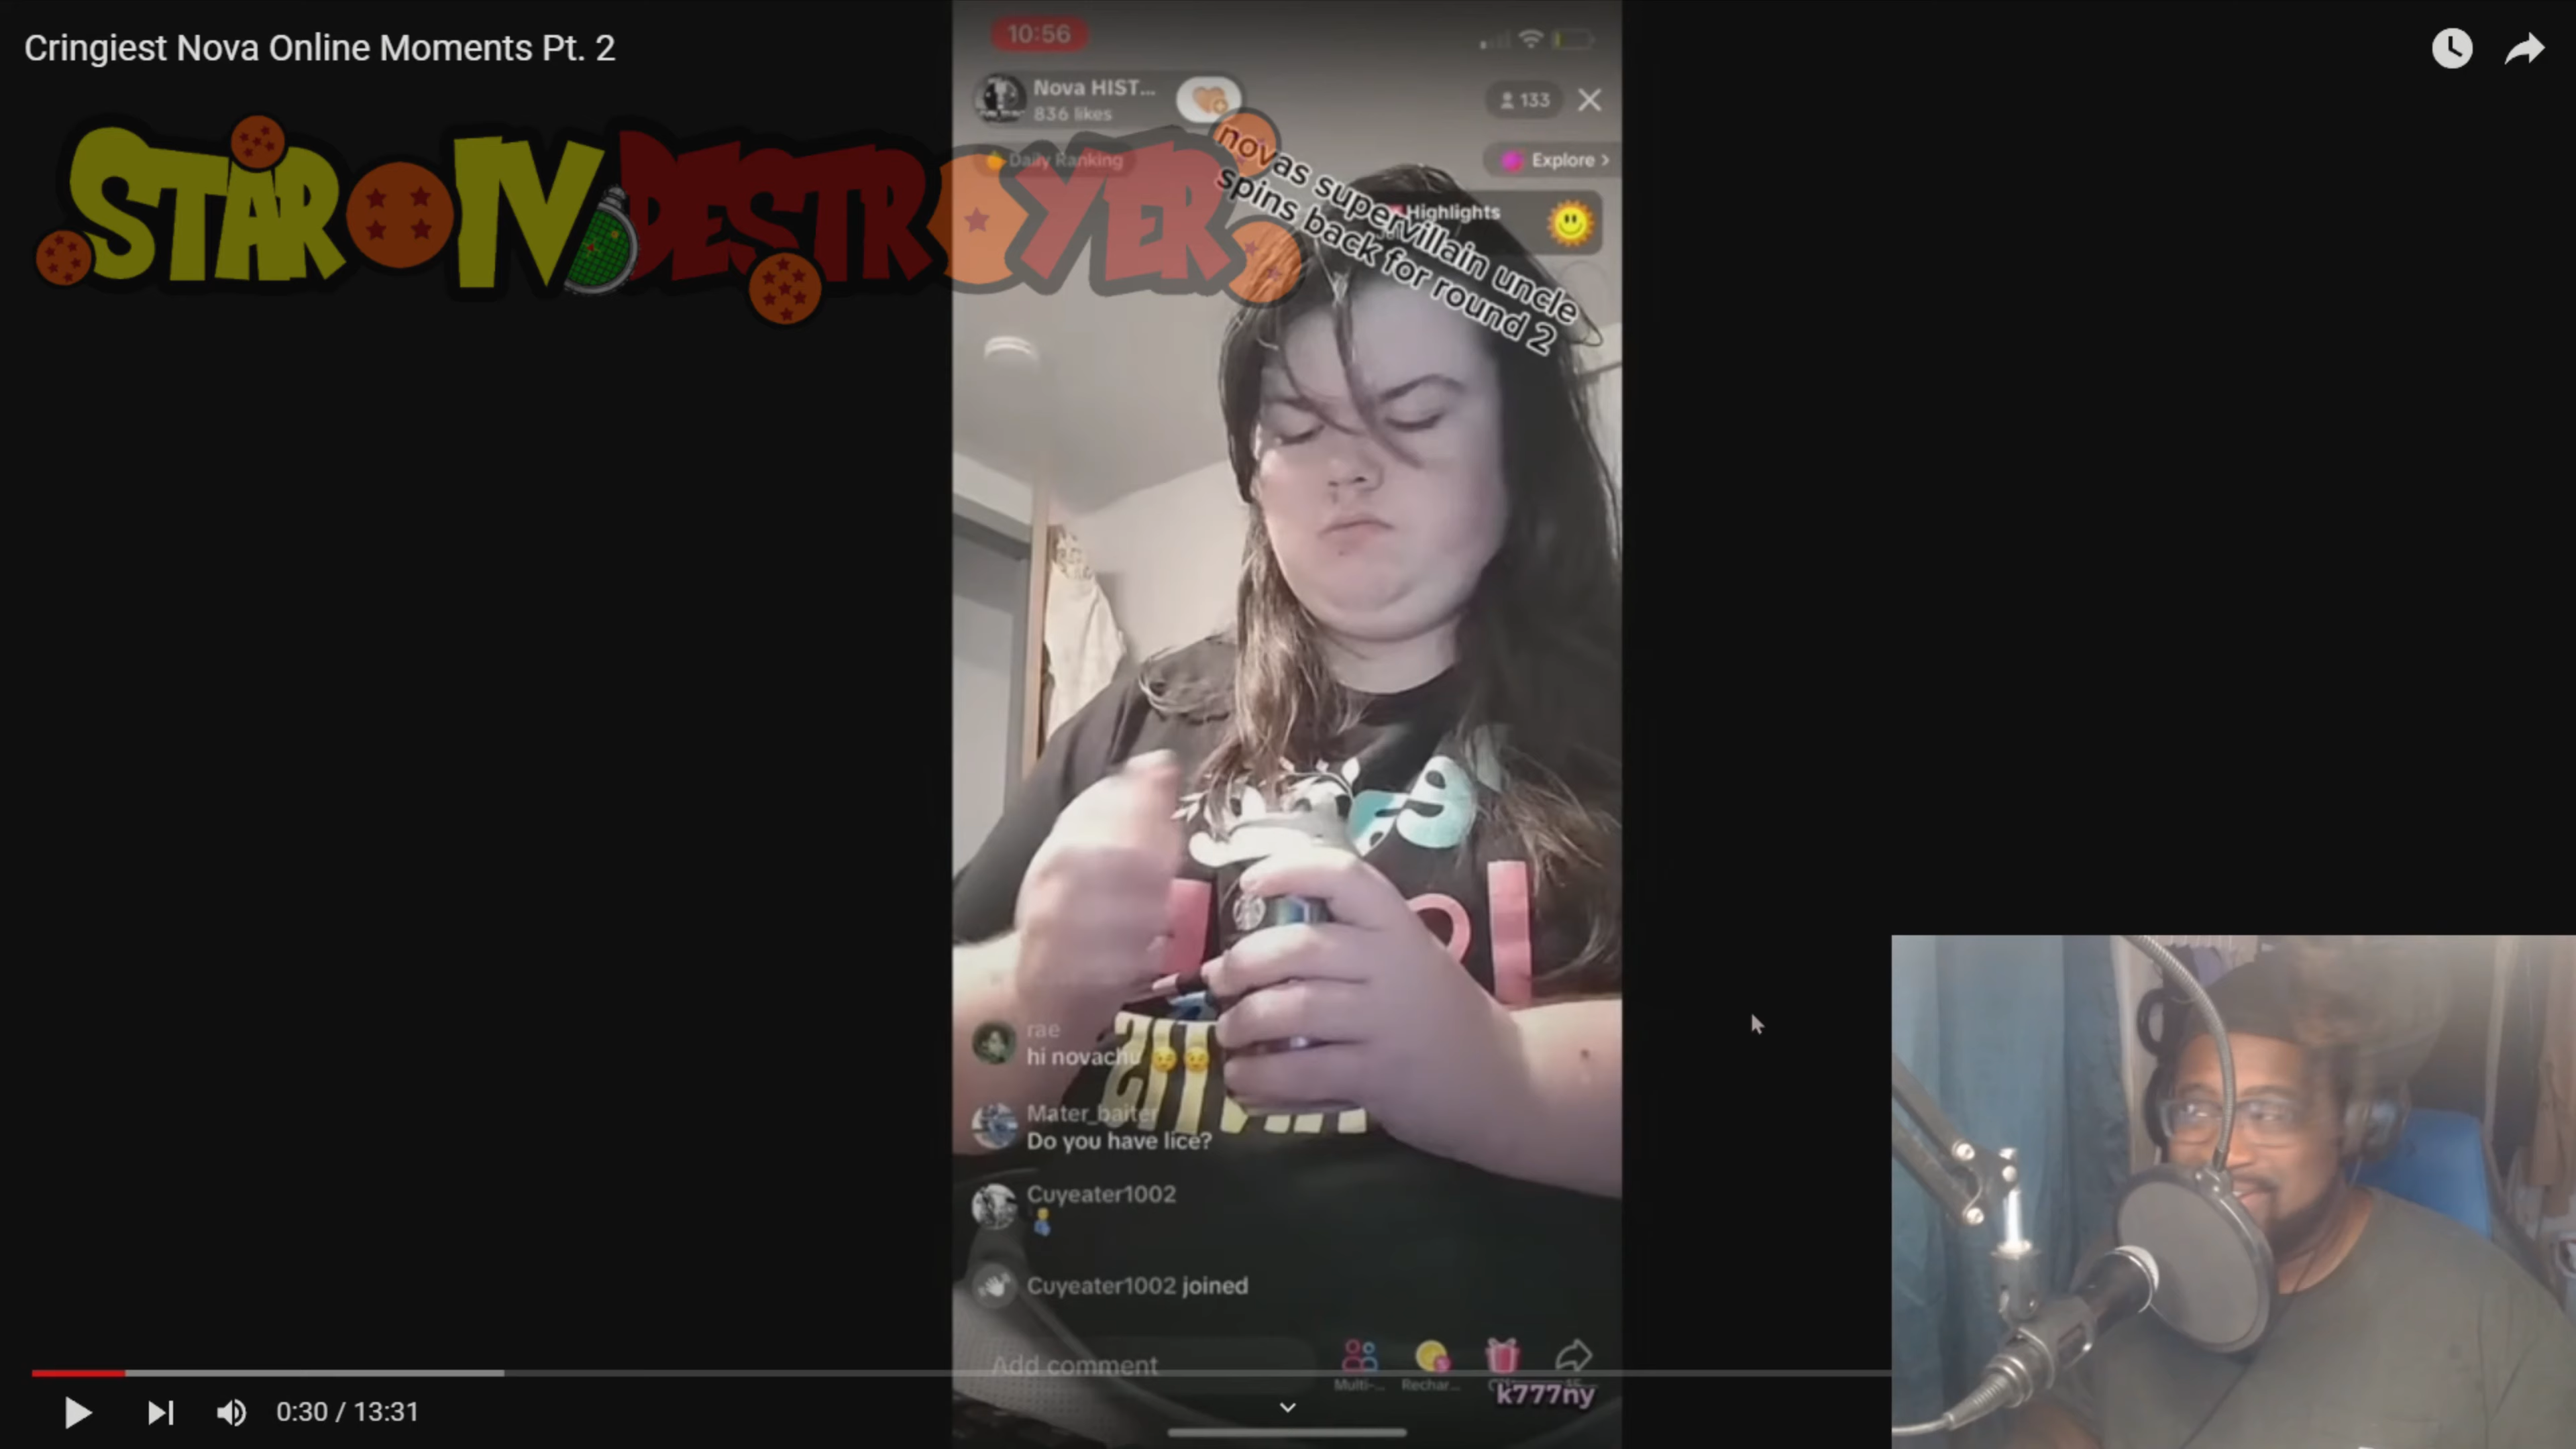 Cringiest Nova Online Moments Pt. 2
10:56
Nova HIST...
836 likes
133
Daily Ranking
Explore >
STAR IV DESTROYER
Highlights
novas supervillain uncle
spins back for round 2
rae
hi novachu
Mater_baiter
Do you have lice?
Cuyeater1002
Cuyeater1002 joined
Add comment
Multi-...
Rechar...
k777ny
0:30 / 13:31